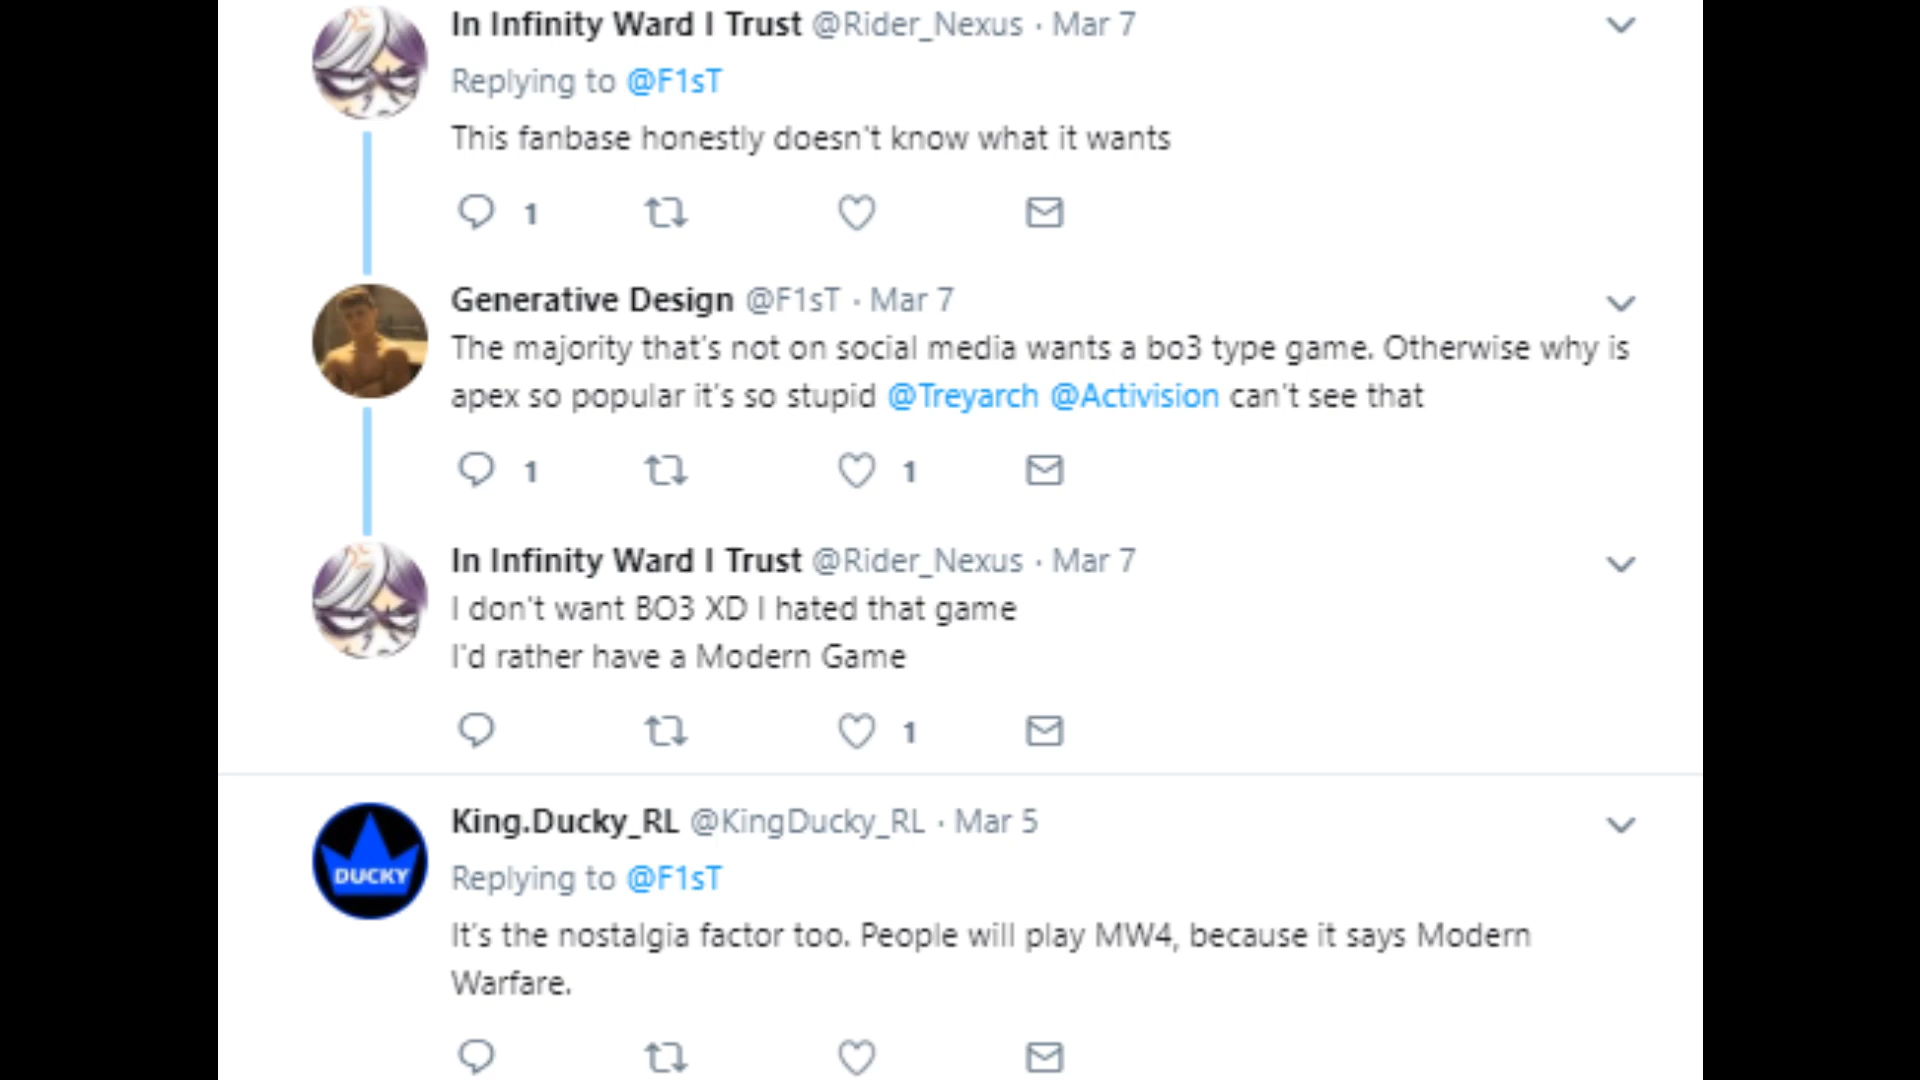 In Infinity Ward I Trust @Rider_Nexus · Mar 7
Replying to @F1sT
This fanbase honestly doesn't know what it wants
1
Generative Design @F1sT · Mar 7
The majority that's not on social media wants a bo3 type game. Otherwise why is
apex so popular it's so stupid @Treyarch @Activision can't see that
1 1
In Infinity Ward I Trust @Rider_Nexus · Mar 7
I don't want BO3 XD I hated that game
I'd rather have a Modern Game
1
King.Ducky_RL @KingDucky_RL · Mar 5
DUCKY
Replying to @F1sT
It's the nostalgia factor too. People will play MW4, because it says Modern
Warfare.